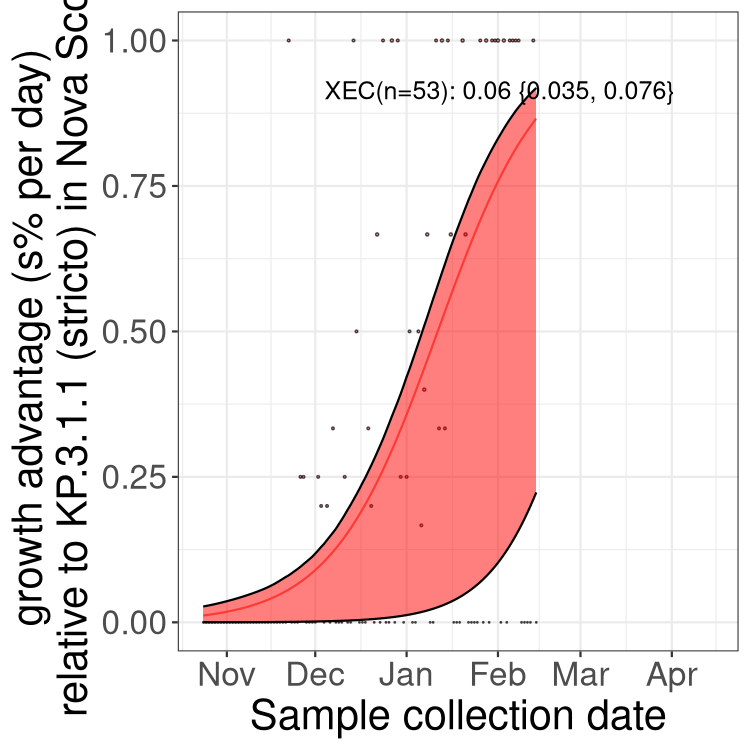 growth advantage (s% per day)
relative to KP.3.1.1 (stricto) in Nova Sco
1.00
0.75
0.50
0.25
0.00
XEC(n=53): 0.06 {0.035, 0.076}
Nov Dec Jan Feb Mar Apr
Sample collection date